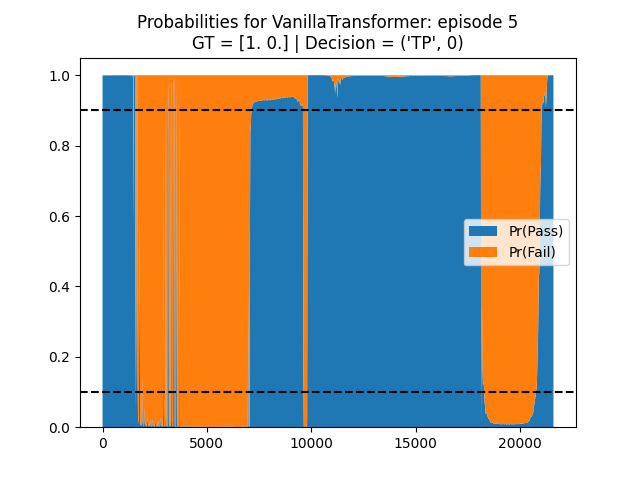 Probabilities for VanillaTransformer: episode 5
GT = [1. 0.] | Decision = ('TP', 0)
1.0
0.8
0.6
0.4
0.2
0.0
Pr(Pass)
Pr(Fail)
0 5000 10000 15000 20000